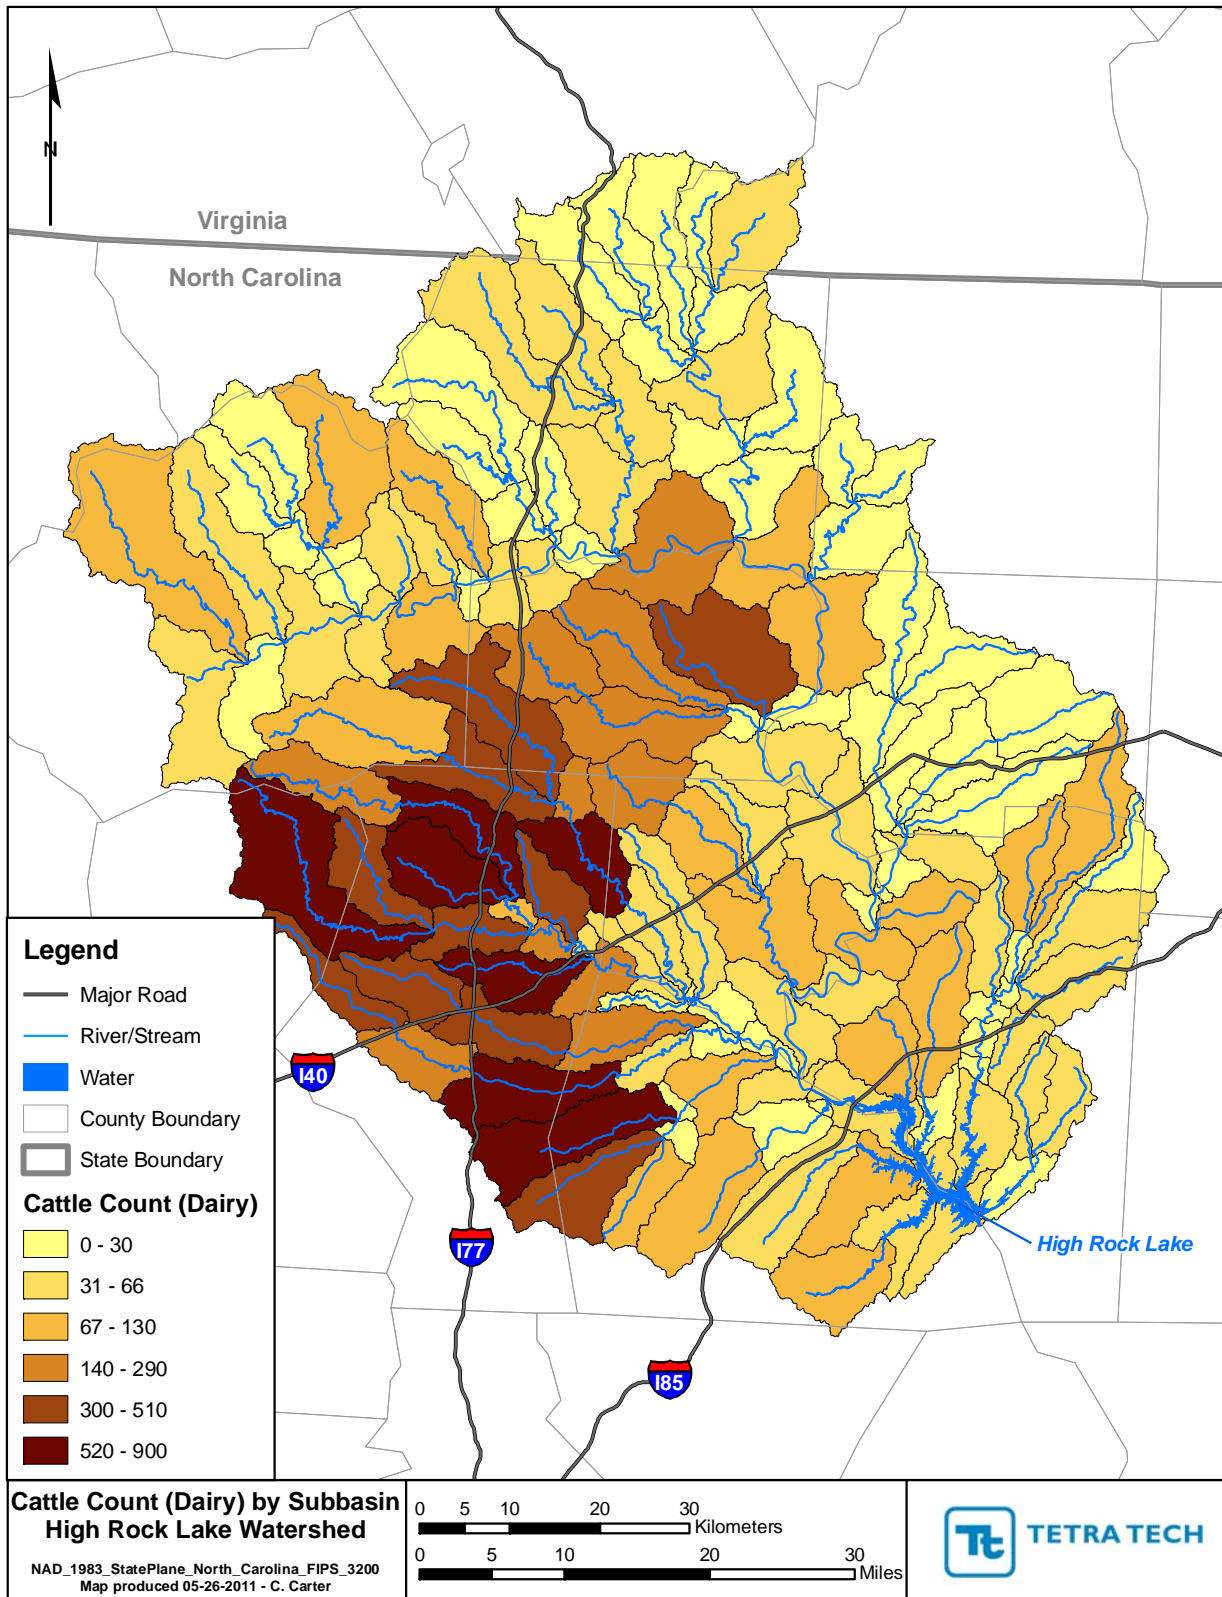 N
Virginia
North Carolina
Legend
Major Road
River/Stream
Water
County Boundary
State Boundary
Cattle Count (Dairy)
0 - 30
31 - 66
67 - 130
140 - 290
300 - 510
520 - 900
I40
I77
I85
High Rock Lake
Cattle Count (Dairy) by Subbasin
High Rock Lake Watershed
NAD_1983_StatePlane_North_Carolina_FIPS_3200
Map produced 05-26-2011 - C. Carter
0 5 10 20 30
Kilometers
0 5 10 20 30
Miles
Tt TETRA TECH